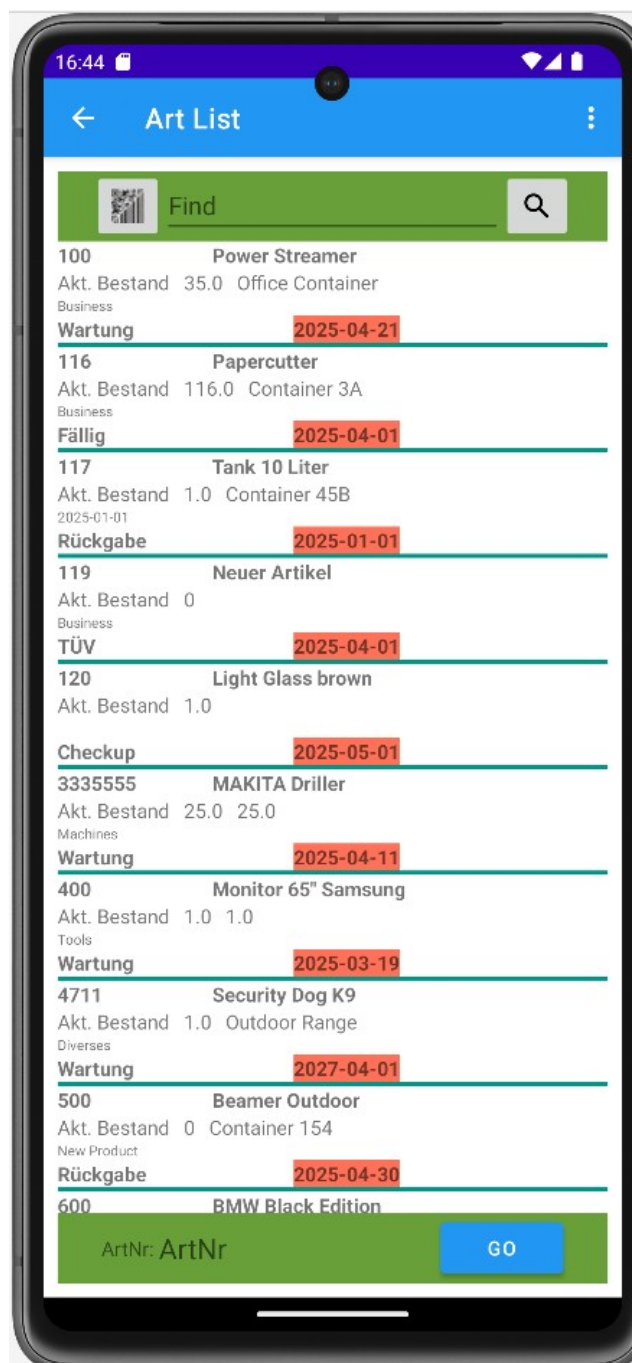 16:44
Art List
Find
100 Power Streamer
Akt. Bestand 35.0 Office Container
Business
Wartung 2025-04-21
116 Papercutter
Akt. Bestand 116.0 Container 3A
Business
Fällig 2025-04-01
117 Tank 10 Liter
Akt. Bestand 1.0 Container 45B
2025-01-01
Rückgabe 2025-01-01
119 Neuer Artikel
Akt. Bestand 0
Business
TÜV 2025-04-01
120 Light Glass brown
Akt. Bestand 1.0
Checkup 2025-05-01
3335555 MAKITA Driller
Akt. Bestand 25.0 25.0
Machines
Wartung 2025-04-11
400 Monitor 65" Samsung
Akt. Bestand 1.0 1.0
Tools
Wartung 2025-03-19
4711 Security Dog K9
Akt. Bestand 1.0 Outdoor Range
Diverses
Wartung 2027-04-01
500 Beamer Outdoor
Akt. Bestand 0 Container 154
New Product
Rückgabe 2025-04-30
600 BMW Black Edition
ArtNr: ArtNr GO